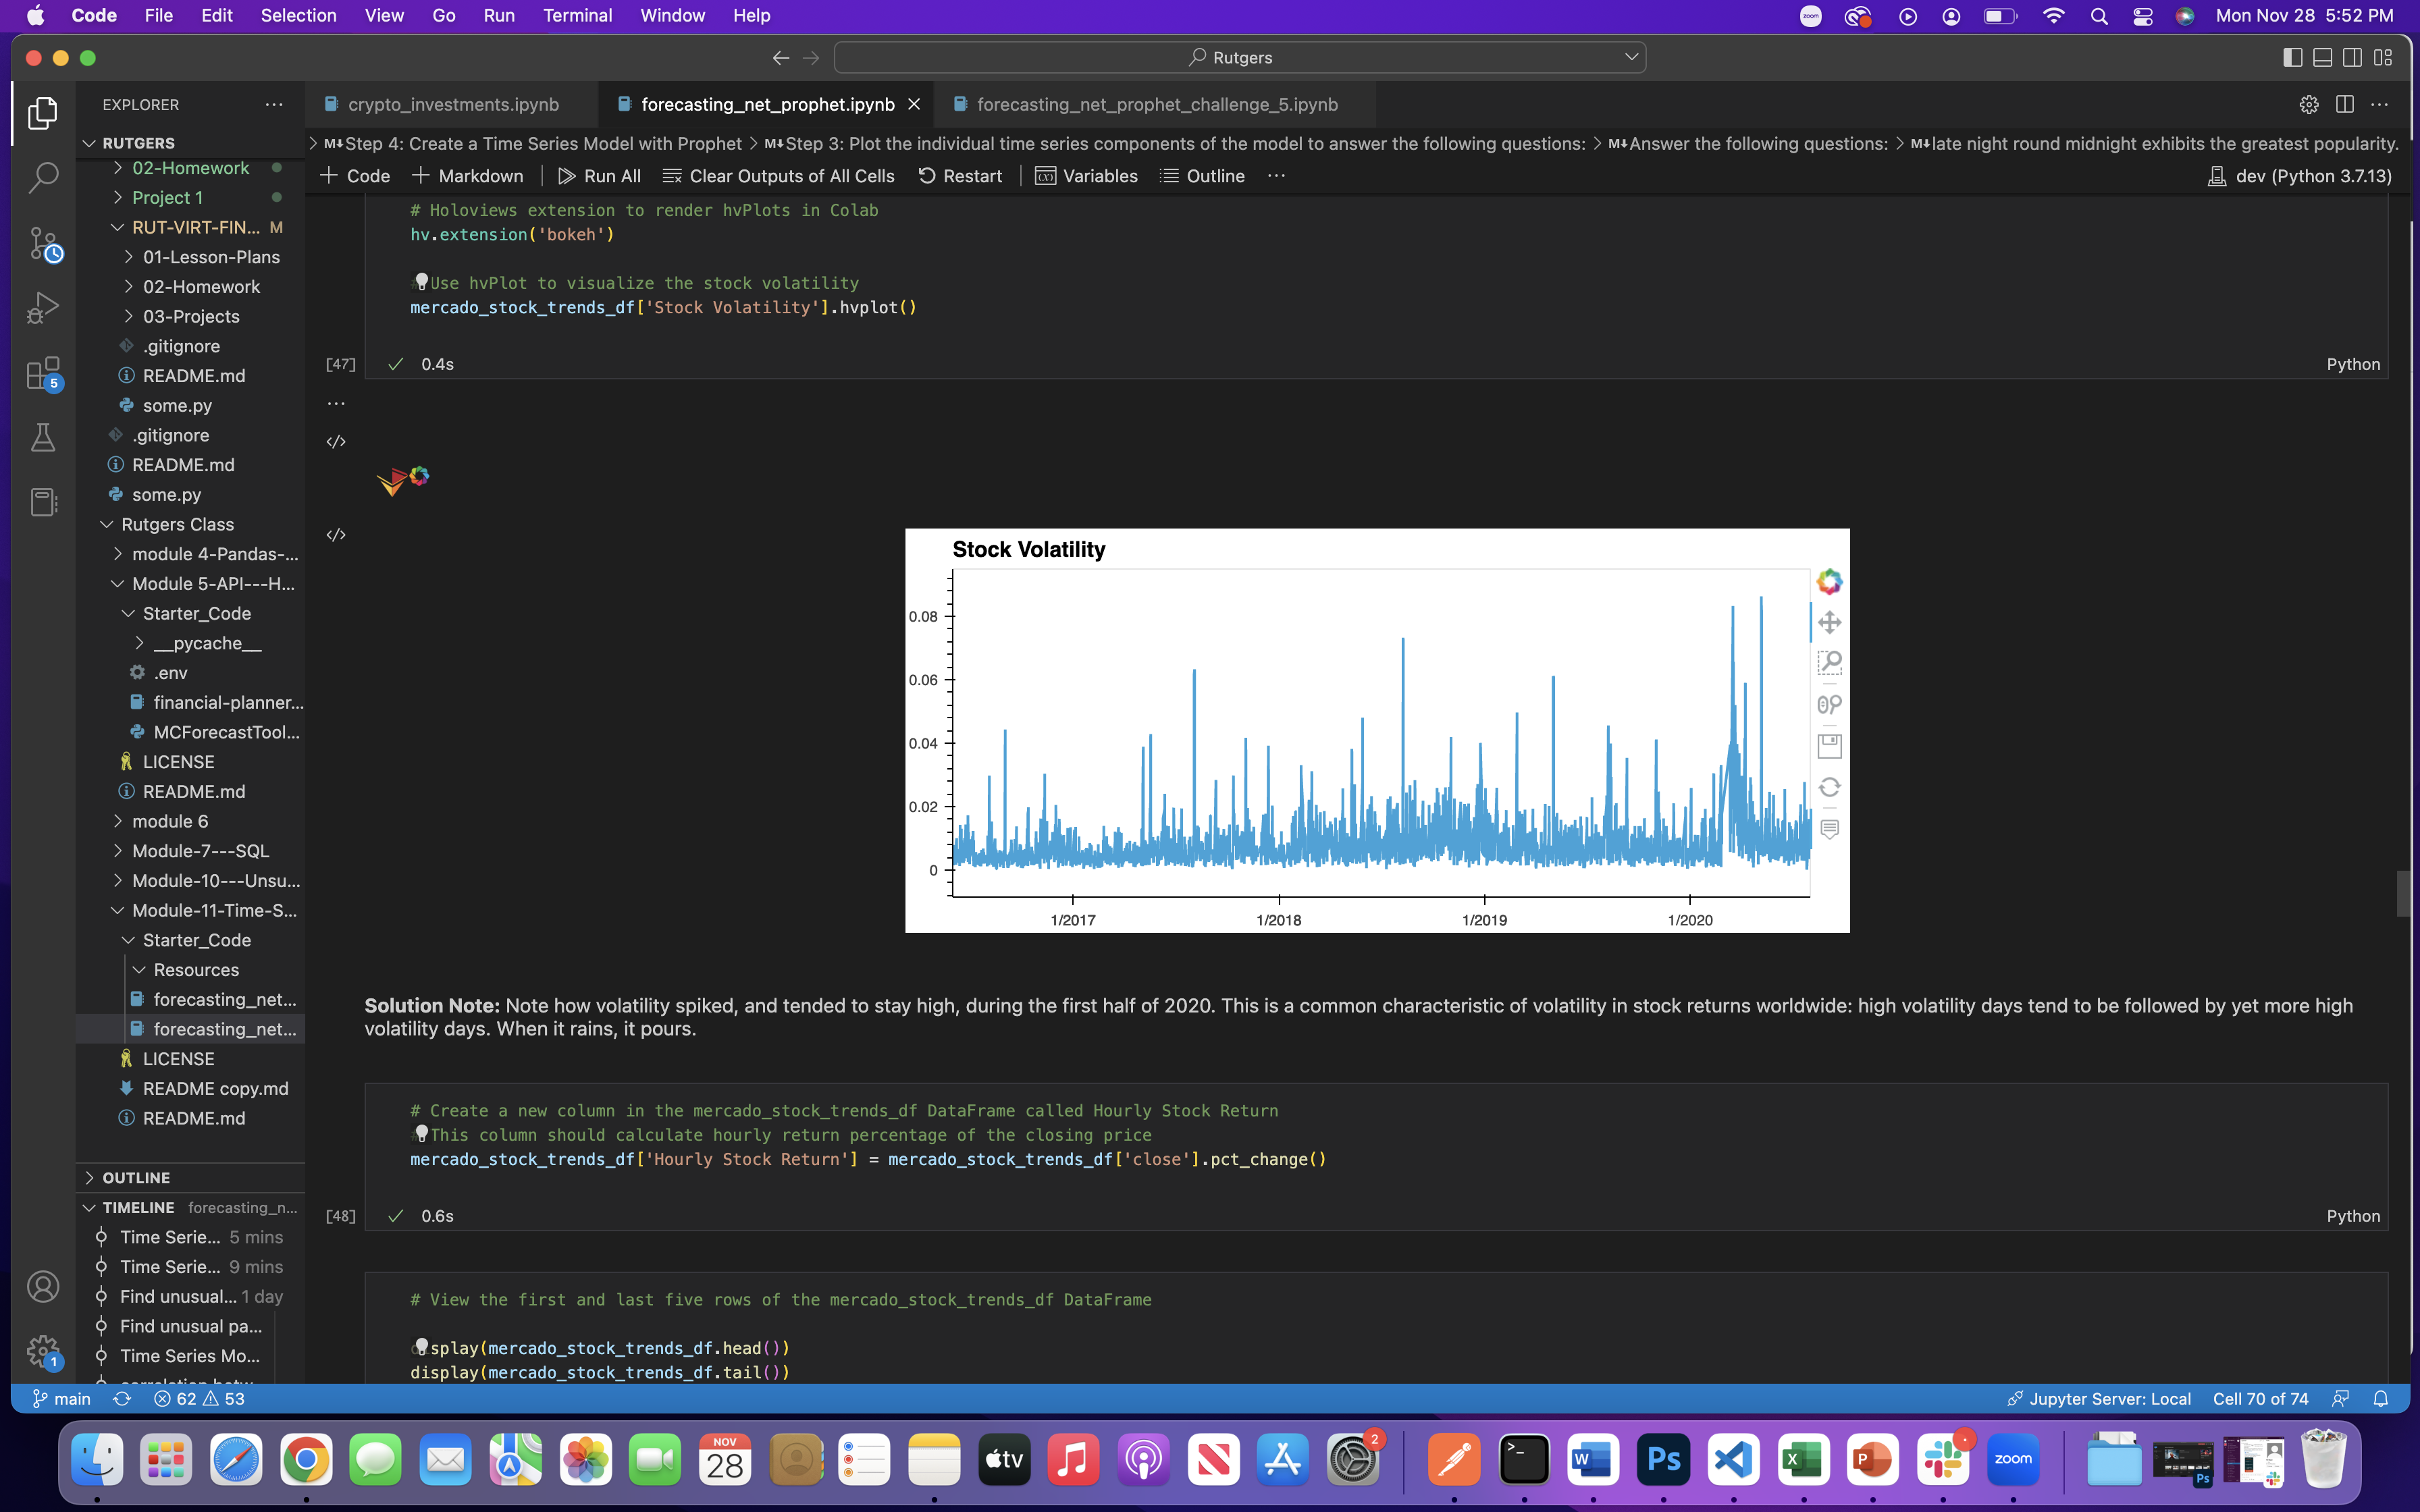 Code File Edit Selection View Go Run Terminal Window Help
zoom Mon Nov 28 5:52 PM
Rutgers
EXPLORER
crypto_investments.ipynb
forecasting_net_prophet.ipynb
forecasting_net_prophet_challenge_5.ipynb
RUTGERS
Step 4: Create a Time Series Model with Prophet > Step 3: Plot the individual time series components of the model to answer the following questions: > Answer the following questions: > late night round midnight exhibits the greatest popularity.
Code Markdown Run All Clear Outputs of All Cells Restart Variables Outline ... dev (Python 3.7.13)
02-Homework
Project 1
RUT-VIRT-FIN... M
01-Lesson-Plans
02-Homework
03-Projects
.gitignore
README.md
some.py
.gitignore
README.md
some.py
Rutgers Class
module 4-Pandas-...
Module 5-API---H...
Starter_Code
__pycache__
.env
financial-planner...
MCForecastTool...
LICENSE
README.md
module 6
Module-7---SQL
Module-10---Unsu...
Module-11-Time-S...
Starter_Code
Resources
forecasting_net...
forecasting_net...
LICENSE
README copy.md
README.md
OUTLINE
TIMELINE forecasting_n...
Time Serie... 5 mins
Time Serie... 9 mins
Find unusual... 1 day
Find unusual pa...
Time Series Mo...
5
1
# Holoviews extension to render hvPlots in Colab
hv.extension('bokeh')
Use hvPlot to visualize the stock volatility
mercado_stock_trends_df['Stock Volatility'].hvplot()
[47] 0.4s Python
...
</>
</>
Stock Volatility
0.08
0.06
0.04
0.02
0
1/2017 1/2018 1/2019 1/2020
Solution Note: Note how volatility spiked, and tended to stay high, during the first half of 2020. This is a common characteristic of volatility in stock returns worldwide: high volatility days tend to be followed by yet more high
volatility days. When it rains, it pours.
# Create a new column in the mercado_stock_trends_df DataFrame called Hourly Stock Return
This column should calculate hourly return percentage of the closing price
mercado_stock_trends_df['Hourly Stock Return'] = mercado_stock_trends_df['close'].pct_change()
[48] 0.6s Python
# View the first and last five rows of the mercado_stock_trends_df DataFrame
splay(mercado_stock_trends_df.head())
display(mercado_stock_trends_df.tail())
main 62 53 Jupyter Server: Local Cell 70 of 74
NOV
28
tv
2
W Ps X P zoom
Ps